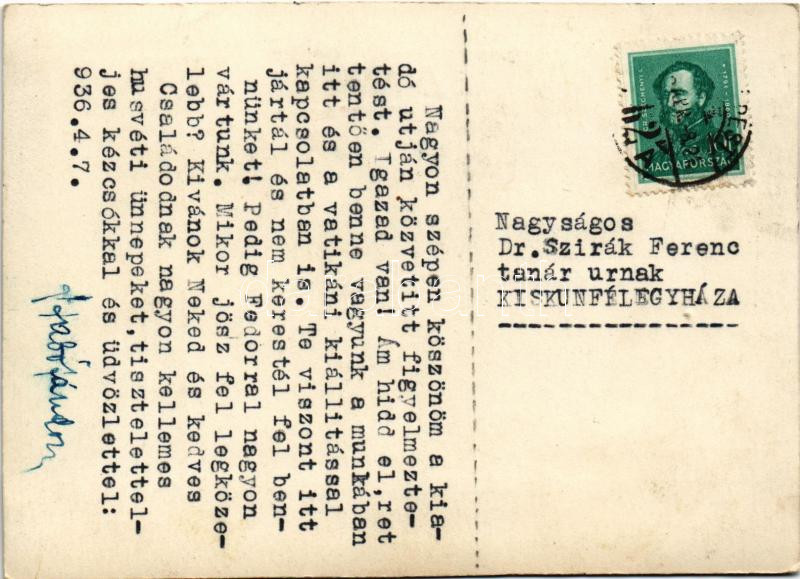 Nagyon szépen köszönöm a kia-
dó utján közvetitt figyelmezte-
tést. Igazad van! Ám hidd el, ret
tentően benne vagyunk a munkában
itt és a vatikáni kiállitással
kapcsolatban is. Te viszont itt
jártál és nem kerestél fel ben-
nünket! Pedig Fedorral nagyon
vártunk. Mikor jösz fel legköze-
lebb? Kivánok Neked és kedves
Családodnak nagyon kellemes
husvéti ünnepeket, tisztelettel-
jes kézcsókkal és üdvözlettel:
936.4.7.
MAGYARORSZÁG
Nagyságos
Dr.Szirák Ferenc
tanár urnak
KISKUNFÉLEGYHÁZA